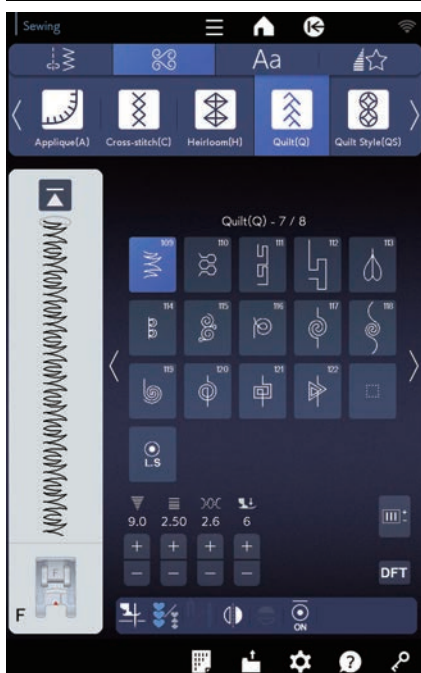 Sewing
Aa
Applique(A) Cross-stitch(C) Heirloom(H) Quilt(Q) Quilt Style(QS)
Quilt(Q) - 7 / 8
109 110 111 112 113
114 115 116 117 118
119 120 121 122
L.S
9.0 2.50 2.6 6
+ + + +
− − − −
DFT
F
F
ON
?